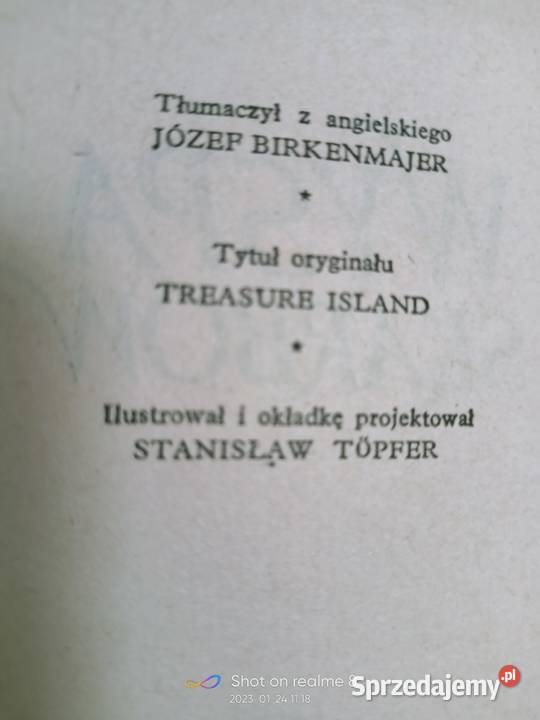 Tłumaczył z angielskiego
JÓZEF BIRKENMAJER
*
Tytuł oryginału
TREASURE ISLAND
*
Ilustrował i okładkę projektował
STANISŁAW TÖPFER
Shot on realme 8
2023.01.24 11:18
Sprzedajemy.pl